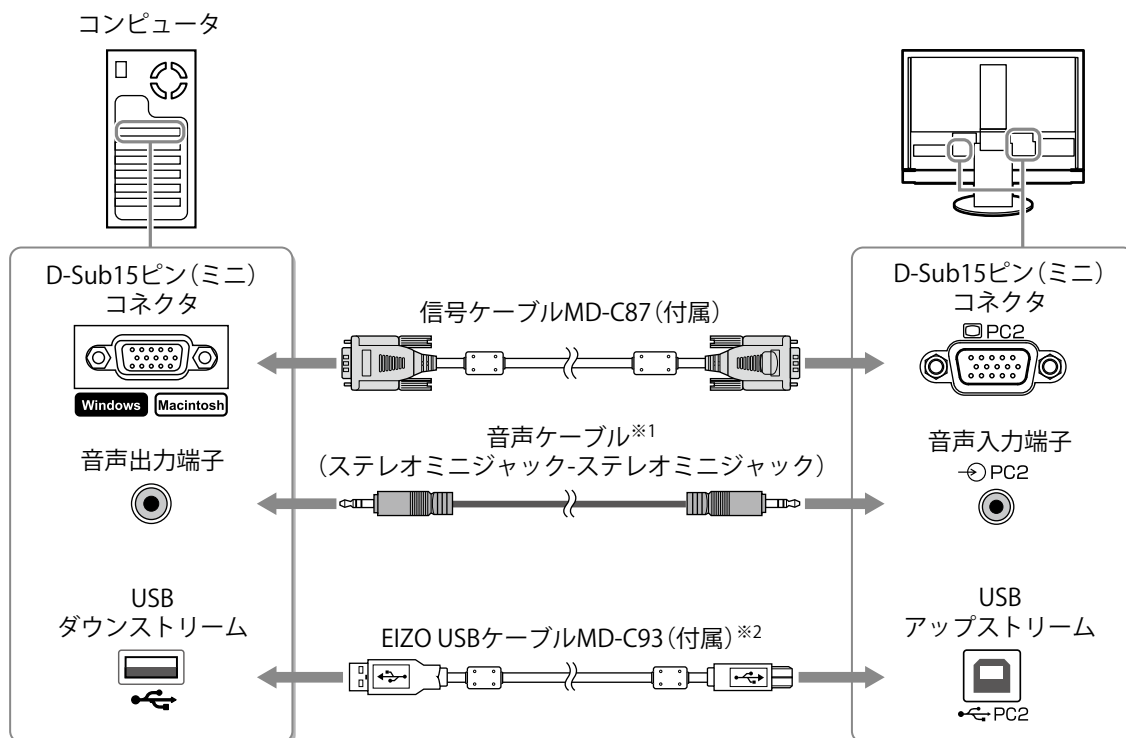 コンピュータ
D-Sub15ピン（ミニ）
コネクタ
Windows Macintosh
音声出力端子
USB
ダウンストリーム
信号ケーブルMD-C87（付属）
音声ケーブル※1
（ステレオミニジャック-ステレオミニジャック）
EIZO USBケーブルMD-C93（付属）※2
D-Sub15ピン（ミニ）
コネクタ
PC2
音声入力端子
PC2
USB
アップストリーム
PC2